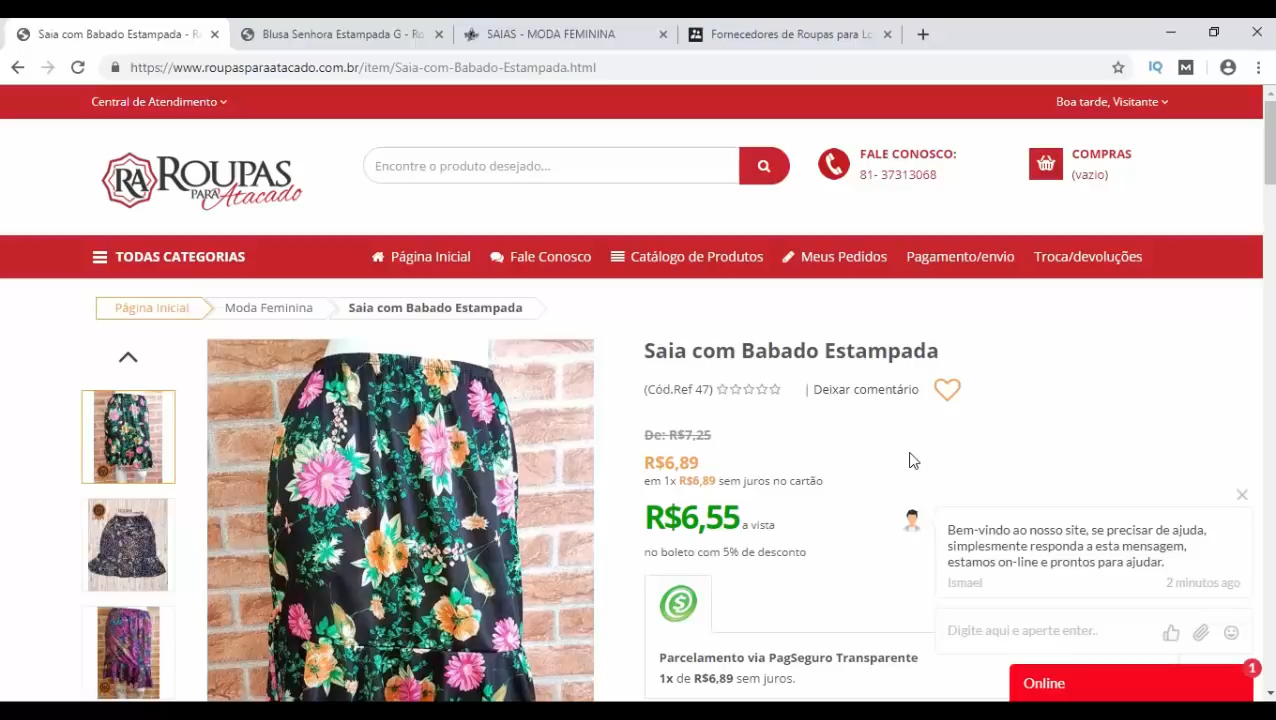 Saia com Babado Estampada - R
Blusa Senhora Estampada G - Ro
SAIAS - MODA FEMININA
Fornecedores de Roupas para Lo
https://www.roupasparaatacado.com.br/item/Saia-com-Babado-Estampada.html
IQ
M
Central de Atendimento
Boa tarde, Visitante
RA ROUPAS
PARA Atacado
Encontre o produto desejado...
FALE CONOSCO:
81- 37313068
COMPRAS
(vazio)
TODAS CATEGORIAS
Página Inicial
Fale Conosco
Catálogo de Produtos
Meus Pedidos
Pagamento/envio
Troca/devoluções
Página Inicial
Moda Feminina
Saia com Babado Estampada
Saia com Babado Estampada
(Cód.Ref 47)
| Deixar comentário
De: R$7,25
R$6,89
em 1x R$6,89 sem juros no cartão
R$6,55 a vista
no boleto com 5% de desconto
Parcelamento via PagSeguro Transparente
1x de R$6,89 sem juros.
Bem-vindo ao nosso site, se precisar de ajuda,
simplesmente responda a esta mensagem,
estamos on-line e prontos para ajudar.
Ismael
2 minutos ago
Digite aqui e aperte enter..
Online
1